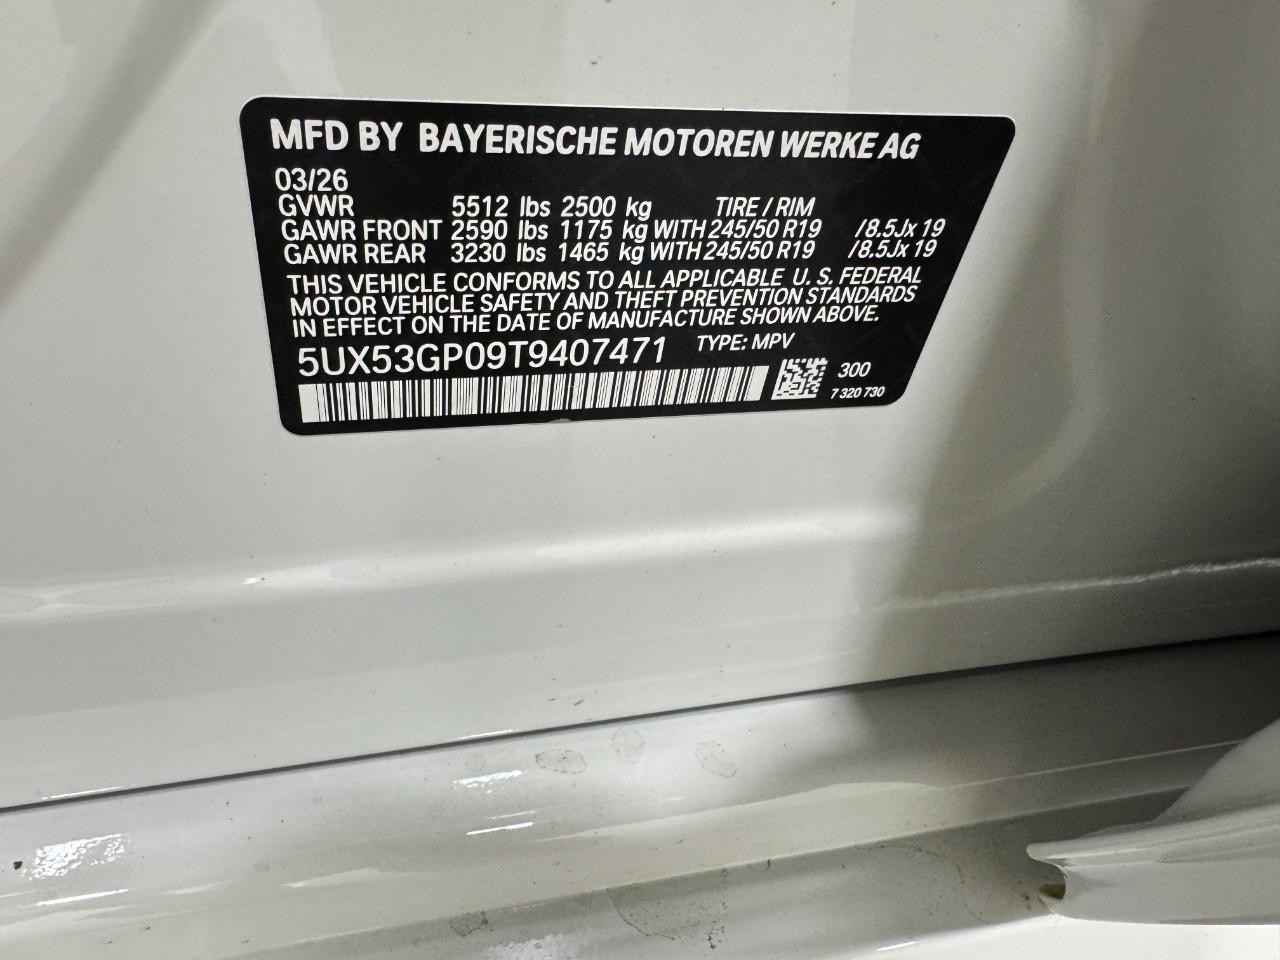 MFD BY BAYERISCHE MOTOREN WERKE AG
03/26
GVWR 5512 lbs 2500 kg TIRE / RIM
GAWR FRONT 2590 lbs 1175 kg WITH 245/50 R19 /8.5Jx 19
GAWR REAR 3230 lbs 1465 kg WITH 245/50 R19 /8.5Jx 19
THIS VEHICLE CONFORMS TO ALL APPLICABLE U. S. FEDERAL
MOTOR VEHICLE SAFETY AND THEFT PREVENTION STANDARDS
IN EFFECT ON THE DATE OF MANUFACTURE SHOWN ABOVE.
5UX53GP09T9407471 TYPE: MPV
300
7 320 730